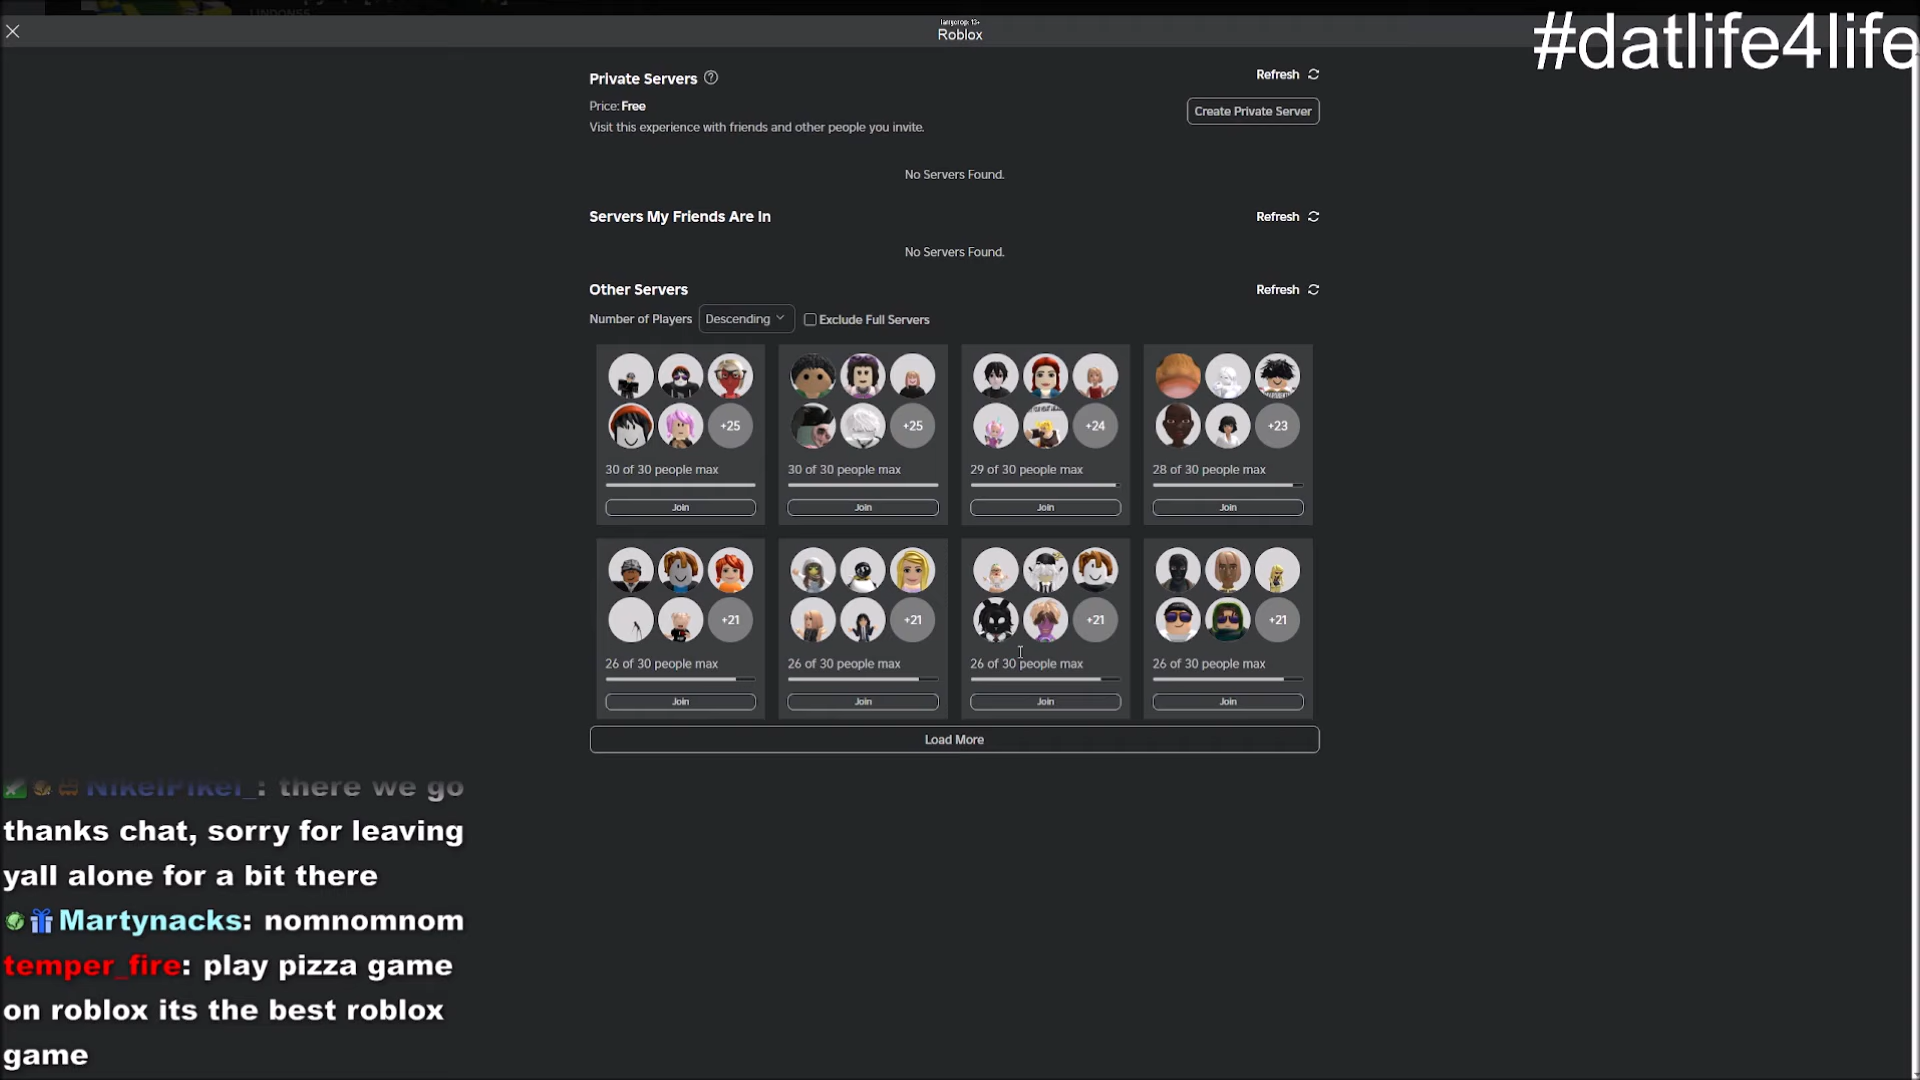 Roblox
#datlife4life
Private Servers
Refresh
Price: Free
Create Private Server
Visit this experience with friends and other people you invite.
No Servers Found.
Servers My Friends Are In
Refresh
No Servers Found.
Other Servers
Refresh
Number of Players
Descending
Exclude Full Servers
+25
+25
+24
+23
30 of 30 people max
30 of 30 people max
29 of 30 people max
28 of 30 people max
Join
Join
Join
Join
+21
+21
+21
+21
26 of 30 people max
26 of 30 people max
26 of 30 people max
26 of 30 people max
Join
Join
Join
Join
Load More
NikelPikel_: there we go
thanks chat, sorry for leaving
yall alone for a bit there
Martynacks: nomnomnom
temper_fire: play pizza game
on roblox its the best roblox
game